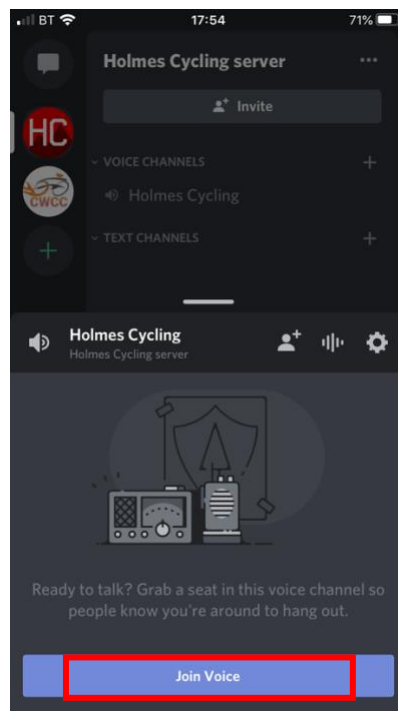 BT 17:54 71%
Holmes Cycling server
Invite
HC
VOICE CHANNELS
Holmes Cycling
CWCC
TEXT CHANNELS
Holmes Cycling
Holmes Cycling server
Ready to talk? Grab a seat in this voice channel so
people know you're around to hang out.
Join Voice